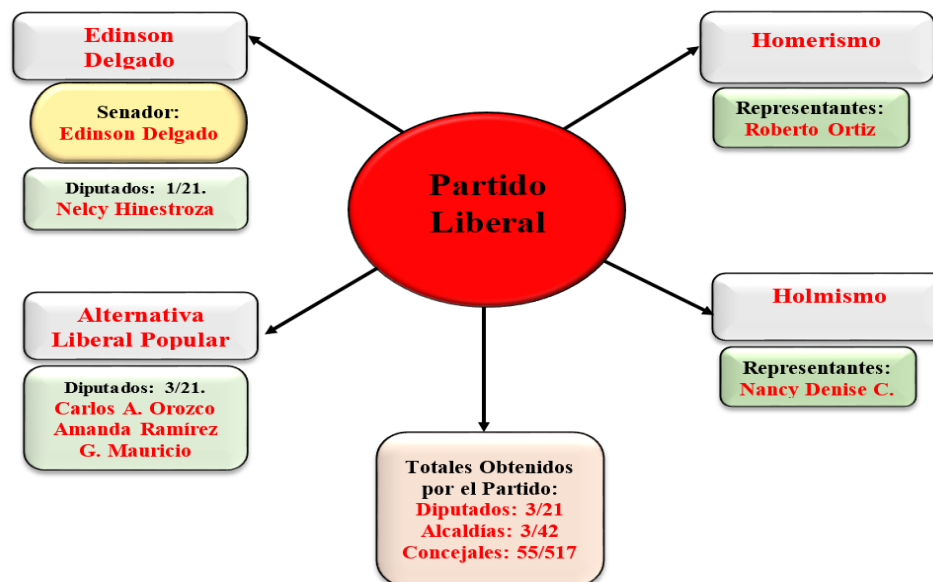 Edinson
Delgado
Senador:
Edinson Delgado
Diputados: 1/21.
Nelcy Hinestroza
Homerismo
Representantes:
Roberto Ortiz
Partido
Liberal
Alternativa
Liberal Popular
Diputados: 3/21.
Carlos A. Orozco
Amanda Ramírez
G. Mauricio
Holmismo
Representantes:
Nancy Denise C.
Totales Obtenidos
por el Partido:
Diputados: 3/21
Alcaldías: 3/42
Concejales: 55/517